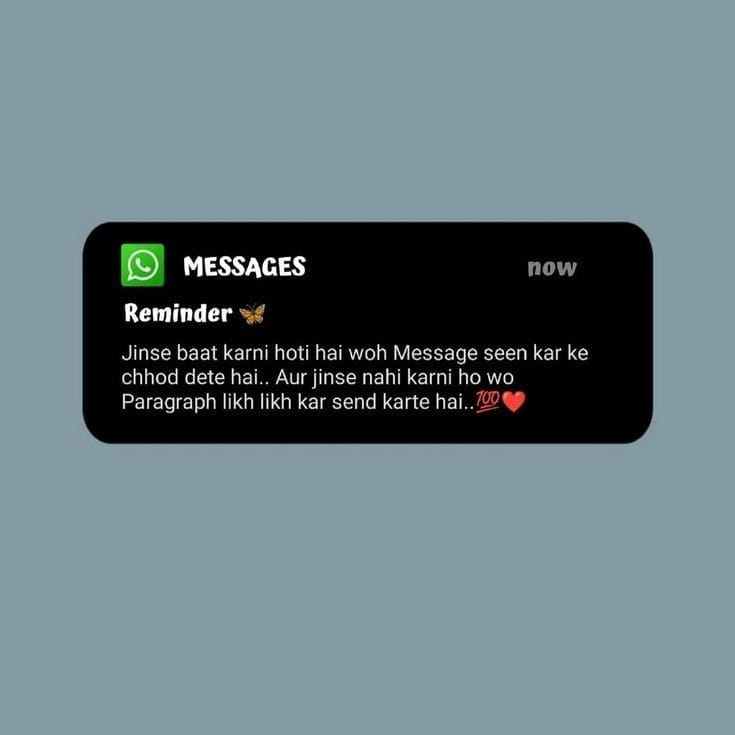 MESSAGES now
Reminder 🦋
Jinse baat karni hoti hai woh Message seen kar ke
chhod dete hai.. Aur jinse nahi karni ho wo
Paragraph likh likh kar send karte hai..💯❤️